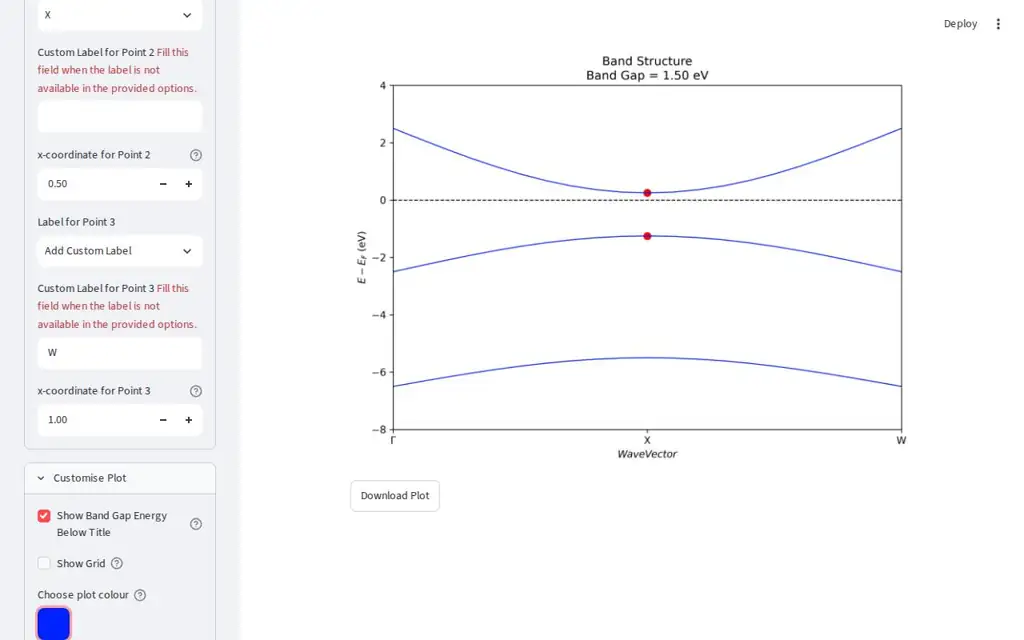 X
Custom Label for Point 2 Fill this
field when the label is not
available in the provided options.
x-coordinate for Point 2
0.50
Label for Point 3
Add Custom Label
Custom Label for Point 3 Fill this
field when the label is not
available in the provided options.
W
x-coordinate for Point 3
1.00
Customise Plot
Show Band Gap Energy
Below Title
Show Grid
Choose plot colour
Deploy
Band Structure
Band Gap = 1.50 eV
4
2
0
−2
−4
−6
−8
E − E_F (eV)
Γ X W
WaveVector
Download Plot